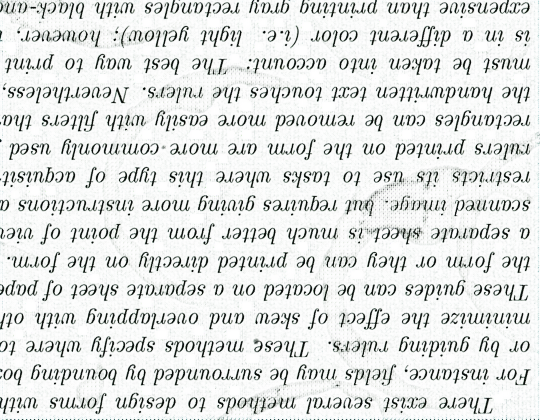 There exist several methods to design forms with
For instance, fields may be surrounded by bounding bo
or by guiding rulers. These methods specify where to
minimize the effect of skew and overlapping with oth
These guides can be located on a separate sheet of pape
the form or they can be printed directly on the form.
a separate sheet is much better from the point of view
scanned image, but requires giving more instructions a
restricts its use to tasks where this type of acquisit
rulers printed on the form are more commonly used
rectangles can be removed more easily with filters tha
the handwritten text touches the rulers. Nevertheless,
must be taken into account: The best way to print
is in a different color (i.e. light yellow); however,
expensive than printing gray rectangles with black-and